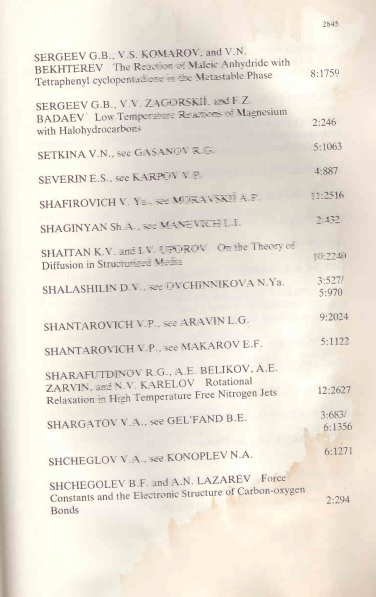 2845
SERGEEV G.B., V.S. KOMAROV, and V.N.
BEKHTEREV The Reaction of Maleic Anhydride with
Tetraphenyl cyclopentadiene in the Metastable Phase 8:1759
SERGEEV G.B., V.V. ZAGORSKII, and F.Z.
BADAEV Low Temperature Reactions of Magnesium
with Halohydrocarbons 2:246
SETKINA V.N., see GASANOV R.G. 5:1063
SEVERIN E.S., see KARPOV V.P. 4:887
SHAFIROVICH V. Ya., see MORAVSKII A.P. 11:2516
SHAGINYAN Sh.A., see MANEVICH L.I. 2:432
SHAITAN K.V. and I.V. UPOROV On the Theory of
Diffusion in Structurized Media 10:2240
SHALASHILIN D.V., see OVCHINNIKOVA N.Ya. 3:527/
5:970
SHANTAROVICH V.P., see ARAVIN L.G. 9:2024
SHANTAROVICH V.P., see MAKAROV E.F. 5:1122
SHARAFUTDINOV R.G., A.E. BELIKOV, A.E.
ZARVIN, and N.V. KARELOV Rotational
Relaxation in High Temperature Free Nitrogen Jets 12:2627
SHARGATOV V.A., see GEL'FAND B.E. 3:683/
6:1356
SHCHEGLOV V.A., see KONOPLEV N.A. 6:1271
SHCHEGOLEV B.F. and A.N. LAZAREV Force
Constants and the Electronic Structure of Carbon-oxygen
Bonds 2:294